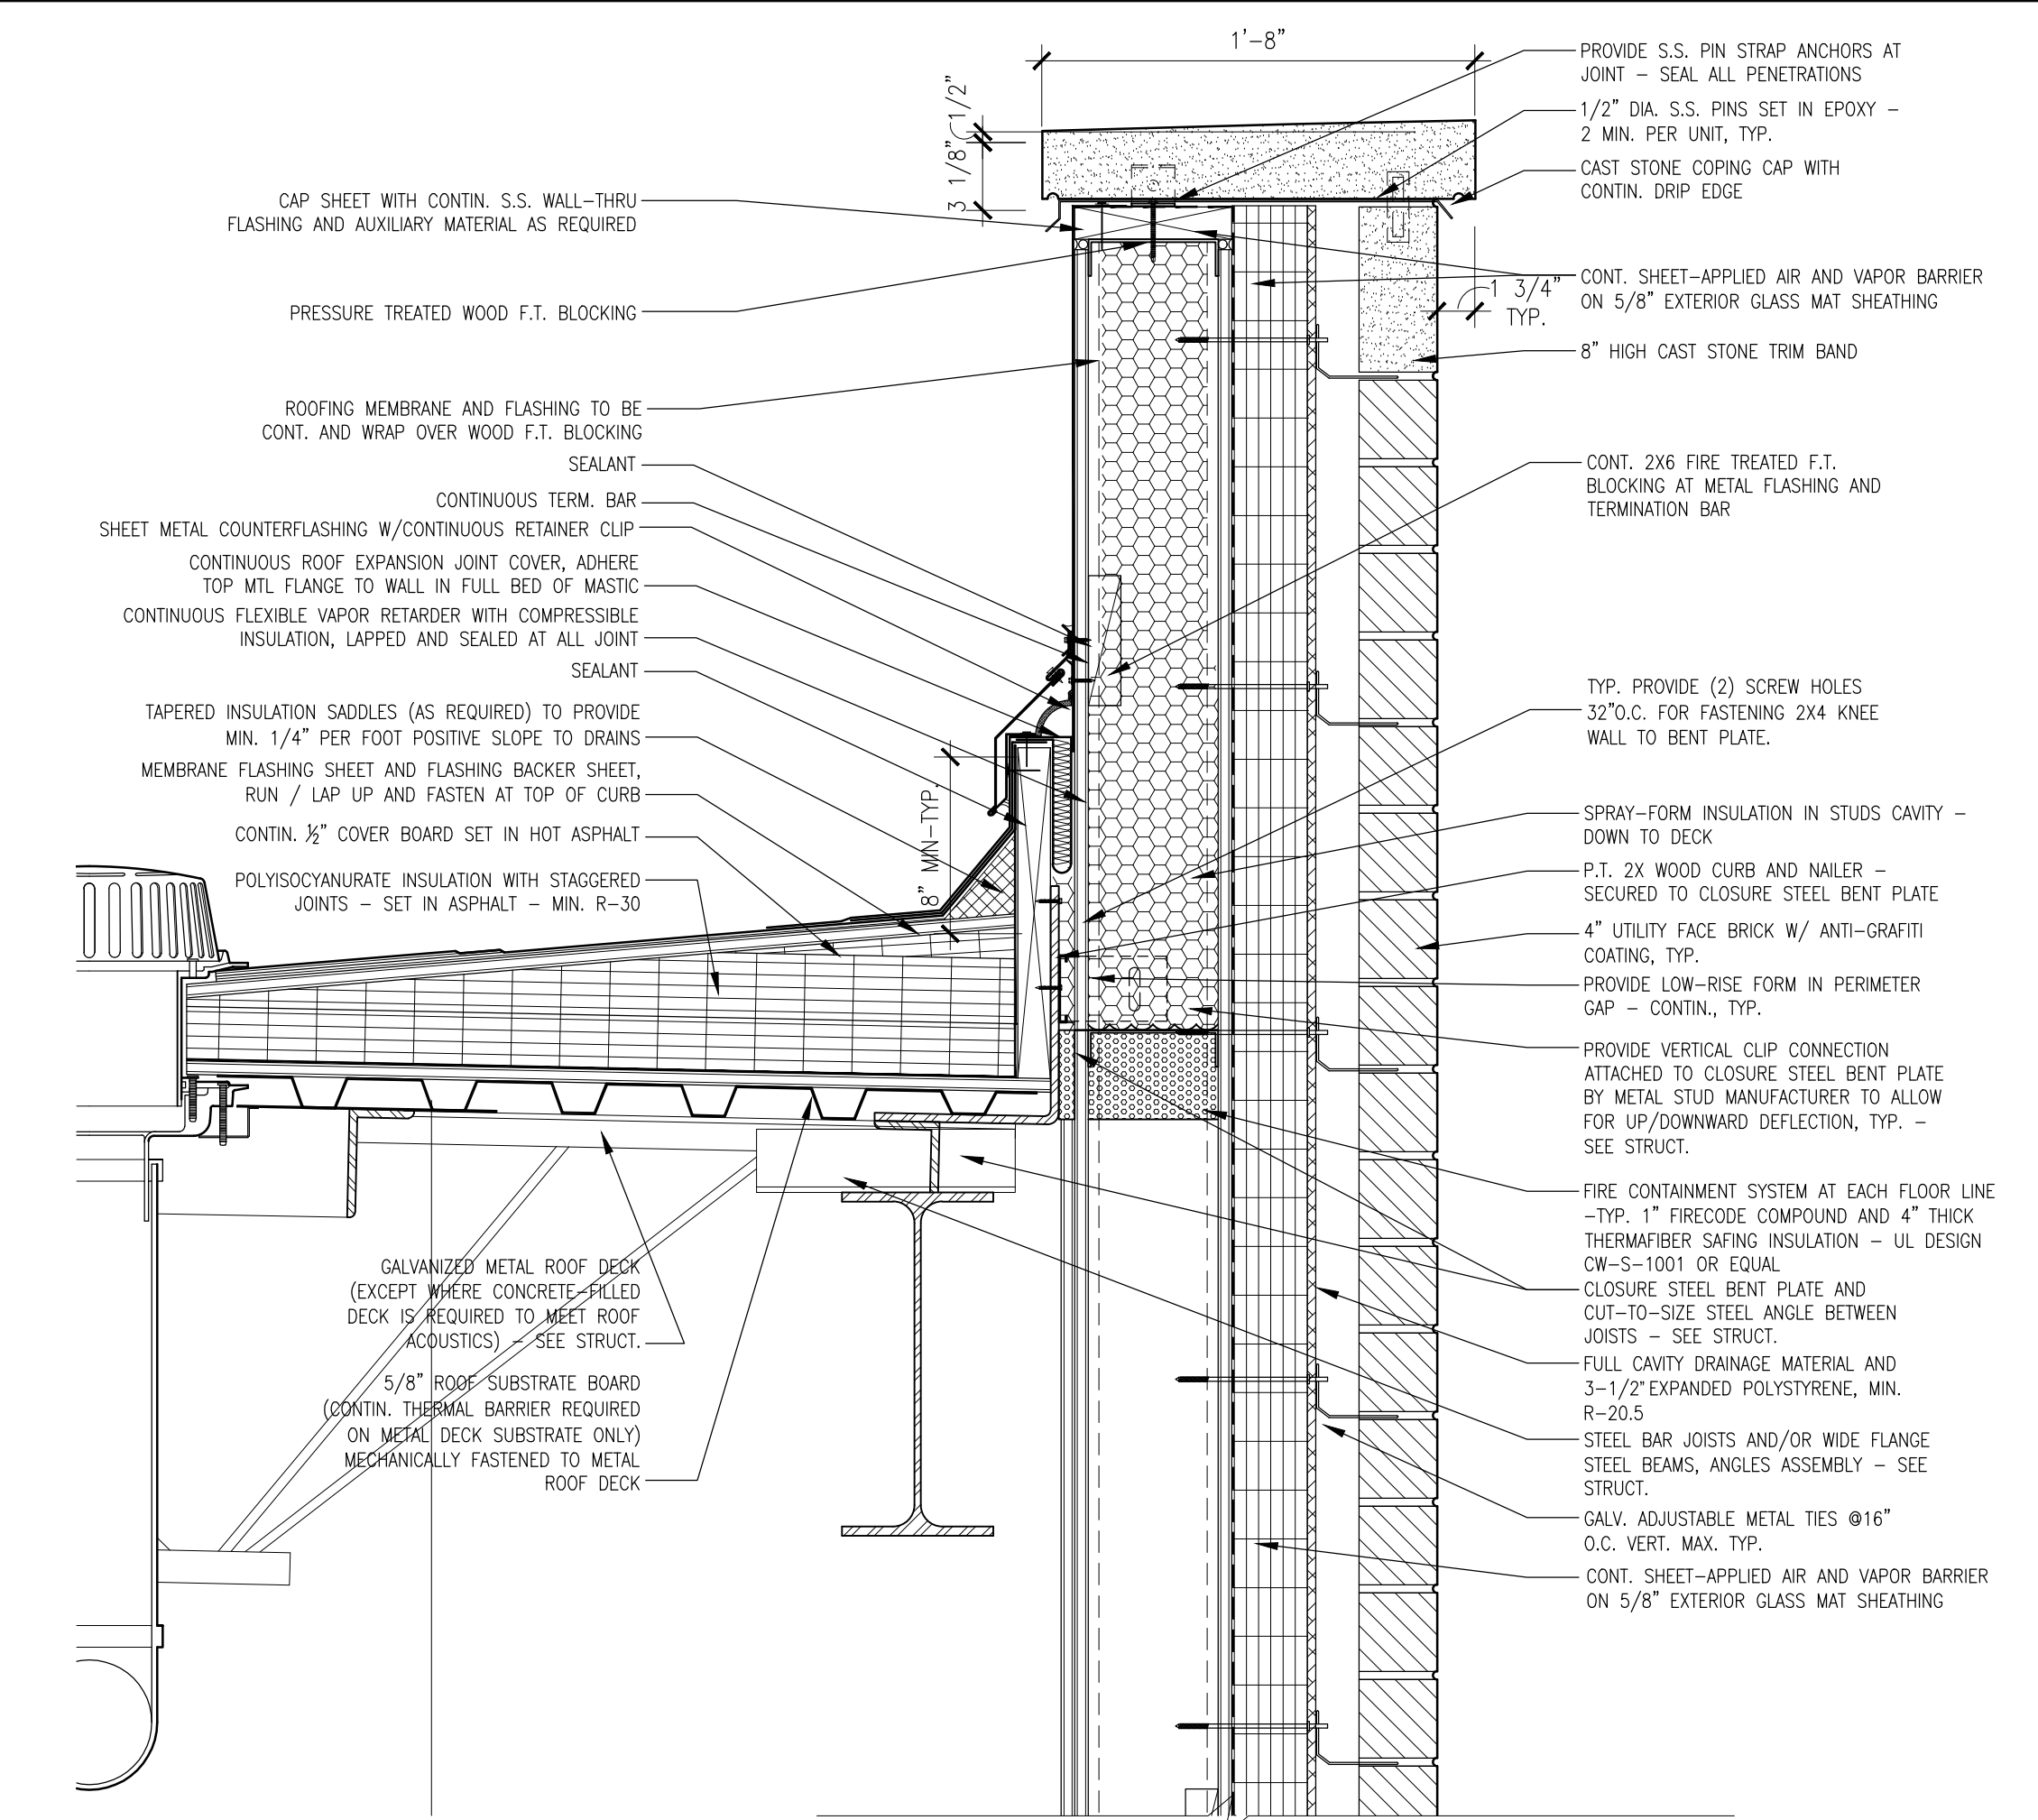 1'-8"
1/2"
3 1/8"
CAP SHEET WITH CONTIN. S.S. WALL-THRU
FLASHING AND AUXILIARY MATERIAL AS REQUIRED
PRESSURE TREATED WOOD F.T. BLOCKING
ROOFING MEMBRANE AND FLASHING TO BE
CONT. AND WRAP OVER WOOD F.T. BLOCKING
SEALANT
CONTINUOUS TERM. BAR
SHEET METAL COUNTERFLASHING W/CONTINUOUS RETAINER CLIP
CONTINUOUS ROOF EXPANSION JOINT COVER, ADHERE
TOP MTL FLANGE TO WALL IN FULL BED OF MASTIC
CONTINUOUS FLEXIBLE VAPOR RETARDER WITH COMPRESSIBLE
INSULATION, LAPPED AND SEALED AT ALL JOINT
SEALANT
TAPERED INSULATION SADDLES (AS REQUIRED) TO PROVIDE
MIN. 1/4" PER FOOT POSITIVE SLOPE TO DRAINS
MEMBRANE FLASHING SHEET AND FLASHING BACKER SHEET,
RUN / LAP UP AND FASTEN AT TOP OF CURB
CONTIN. ½" COVER BOARD SET IN HOT ASPHALT
POLYISOCYANURATE INSULATION WITH STAGGERED
JOINTS – SET IN ASPHALT – MIN. R-30
8" MIN-TYP.
GALVANIZED METAL ROOF DECK
(EXCEPT WHERE CONCRETE-FILLED
DECK IS REQUIRED TO MEET ROOF
ACOUSTICS) – SEE STRUCT.
5/8" ROOF SUBSTRATE BOARD
(CONTIN. THERMAL BARRIER REQUIRED
ON METAL DECK SUBSTRATE ONLY)
MECHANICALLY FASTENED TO METAL
ROOF DECK
PROVIDE S.S. PIN STRAP ANCHORS AT
JOINT – SEAL ALL PENETRATIONS
1/2" DIA. S.S. PINS SET IN EPOXY –
2 MIN. PER UNIT, TYP.
CAST STONE COPING CAP WITH
CONTIN. DRIP EDGE
CONT. SHEET-APPLIED AIR AND VAPOR BARRIER
ON 5/8" EXTERIOR GLASS MAT SHEATHING
1 3/4"
TYP.
8" HIGH CAST STONE TRIM BAND
CONT. 2X6 FIRE TREATED F.T.
BLOCKING AT METAL FLASHING AND
TERMINATION BAR
TYP. PROVIDE (2) SCREW HOLES
32"O.C. FOR FASTENING 2X4 KNEE
WALL TO BENT PLATE.
SPRAY-FORM INSULATION IN STUDS CAVITY –
DOWN TO DECK
P.T. 2X WOOD CURB AND NAILER –
SECURED TO CLOSURE STEEL BENT PLATE
4" UTILITY FACE BRICK W/ ANTI-GRAFITI
COATING, TYP.
PROVIDE LOW-RISE FORM IN PERIMETER
GAP – CONTIN., TYP.
PROVIDE VERTICAL CLIP CONNECTION
ATTACHED TO CLOSURE STEEL BENT PLATE
BY METAL STUD MANUFACTURER TO ALLOW
FOR UP/DOWNWARD DEFLECTION, TYP. –
SEE STRUCT.
FIRE CONTAINMENT SYSTEM AT EACH FLOOR LINE
-TYP. 1" FIRECODE COMPOUND AND 4" THICK
THERMAFIBER SAFING INSULATION – UL DESIGN
CW-S-1001 OR EQUAL
CLOSURE STEEL BENT PLATE AND
CUT-TO-SIZE STEEL ANGLE BETWEEN
JOISTS – SEE STRUCT.
FULL CAVITY DRAINAGE MATERIAL AND
3-1/2" EXPANDED POLYSTYRENE, MIN.
R-20.5
STEEL BAR JOISTS AND/OR WIDE FLANGE
STEEL BEAMS, ANGLES ASSEMBLY – SEE
STRUCT.
GALV. ADJUSTABLE METAL TIES @16"
O.C. VERT. MAX. TYP.
CONT. SHEET-APPLIED AIR AND VAPOR BARRIER
ON 5/8" EXTERIOR GLASS MAT SHEATHING